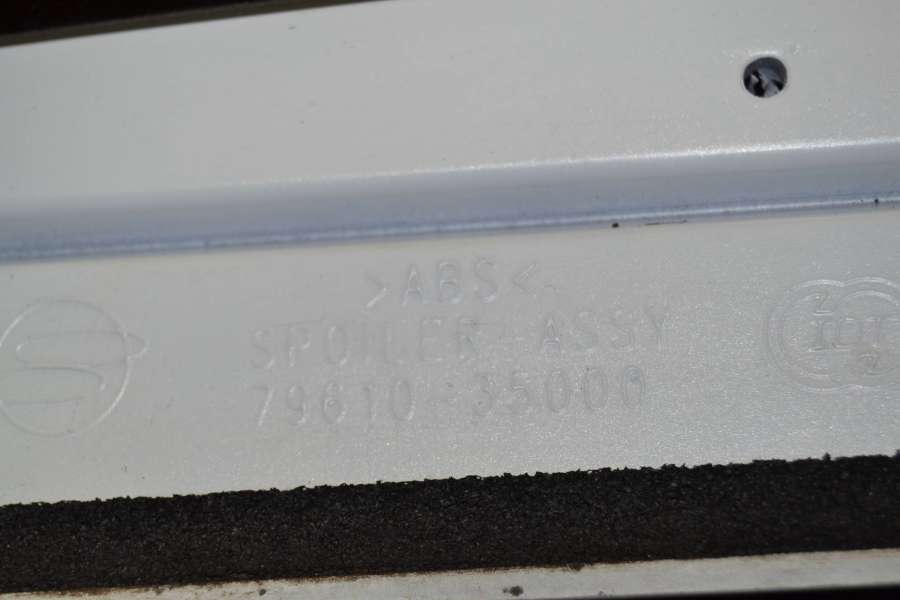 >ABS<
SPOILER-ASSY
79610-35000